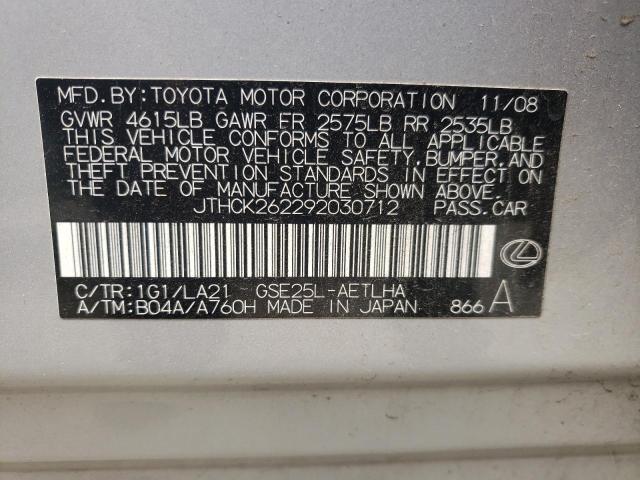 MFD.BY:TOYOTA MOTOR CORPORATION 11/08
GVWR 4615LB GAWR FR 2575LB RR 2535LB
THIS VEHICLE CONFORMS TO ALL APPLICABLE
FEDERAL MOTOR VEHICLE SAFETY,BUMPER,AND
THEFT PREVENTION STANDARDS IN EFFECT
ON THE DATE OF MANUFACTURE SHOWN ABOVE.
JTHCK262292030712 PASS.CAR
C/TR:1G1/LA21 GSE25L-AETLHA
A/TM:B04A/A760H MADE IN JAPAN 866 A